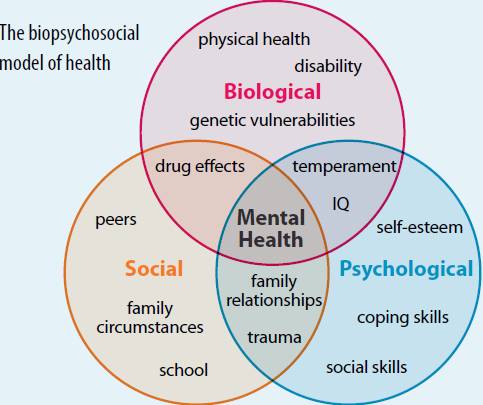 The biopsychosocial
model of health
physical health
disability
Biological
genetic vulnerabilities
drug effects
temperament
IQ
peers
Mental
Health
self-esteem
Social
Psychological
family
relationships
family
circumstances
coping skills
trauma
school
social skills